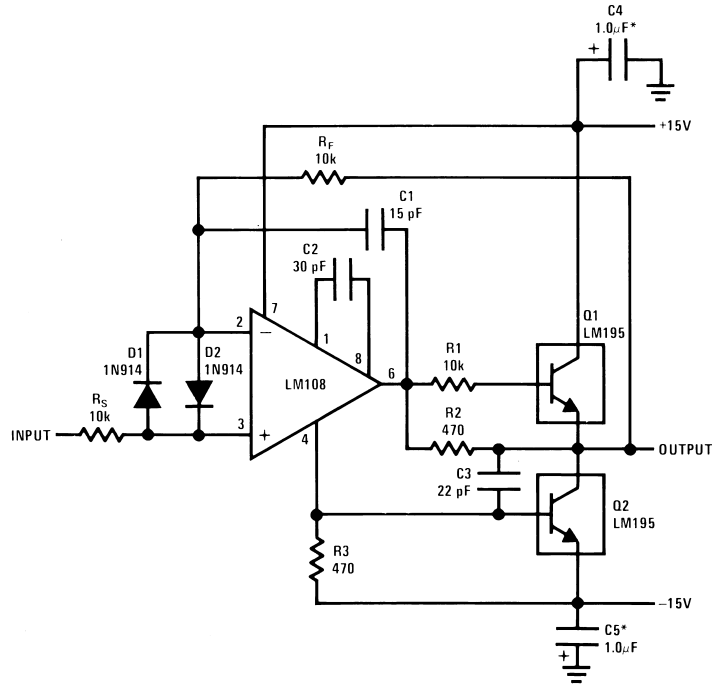 C4
1.0μF*
+
+15V
RF
10k
C1
15 pF
C2
30 pF
7
Q1
LM195
2
−
1
D1
1N914
D2
1N914
8
6
R1
10k
LM108
RS
10k
R2
470
3
+
4
INPUT
OUTPUT
C3
22 pF
Q2
LM195
R3
470
−15V
C5*
1.0μF
+